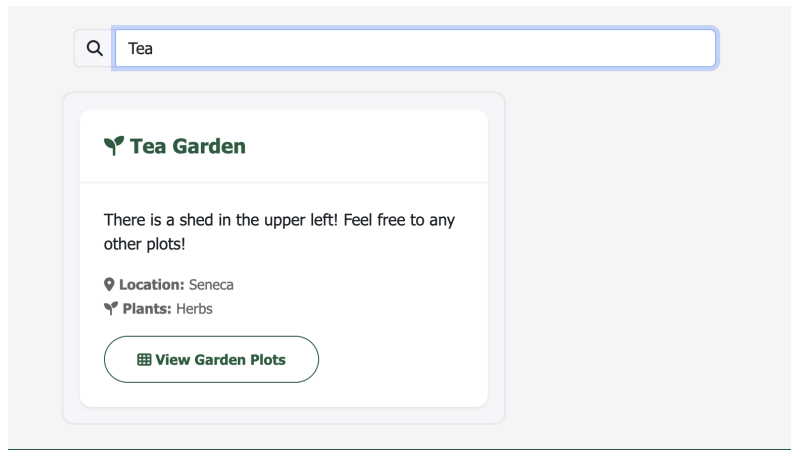 Tea
Tea Garden
There is a shed in the upper left! Feel free to any
other plots!
Location: Seneca
Plants: Herbs
View Garden Plots